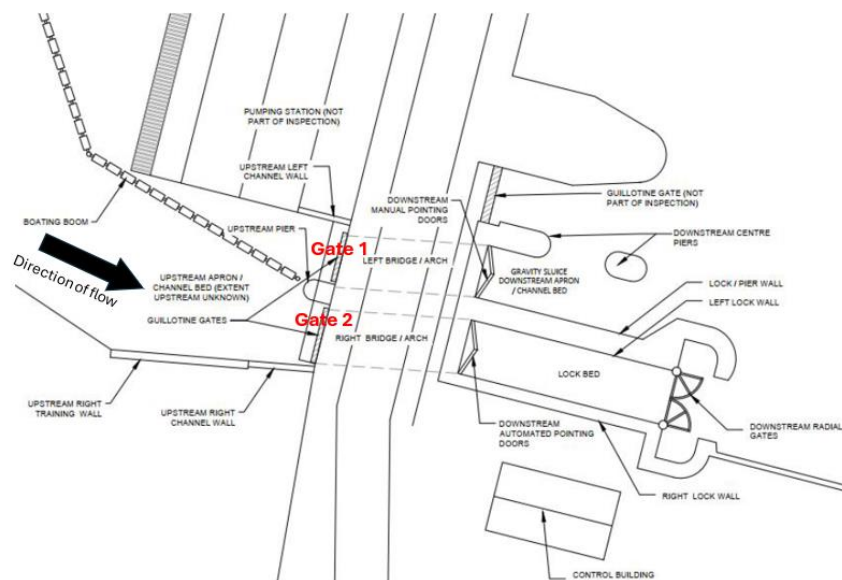 PUMPING STATION (NOT
PART OF INSPECTION)
UPSTREAM LEFT
CHANNEL WALL
DOWNSTREAM
MANUAL POINTING
DOORS
GUILLOTINE GATE (NOT
PART OF INSPECTION)
BOATING BOOM
UPSTREAM PIER
DOWNSTREAM CENTRE
PIERS
Gate 1
LEFT BRIDGE / ARCH
Direction of flow
UPSTREAM APRON /
CHANNEL BED (EXTENT
UPSTREAM UNKNOWN)
GRAVITY SLUICE
DOWNSTREAM APRON
/ CHANNEL BED
LOCK / PIER WALL
LEFT LOCK WALL
GUILLOTINE GATES
Gate 2
RIGHT BRIDGE / ARCH
LOCK BED
UPSTREAM RIGHT
TRAINING WALL
UPSTREAM RIGHT
CHANNEL WALL
DOWNSTREAM
AUTOMATED POINTING
DOORS
DOWNSTREAM RADIAL
GATES
RIGHT LOCK WALL
CONTROL BUILDING